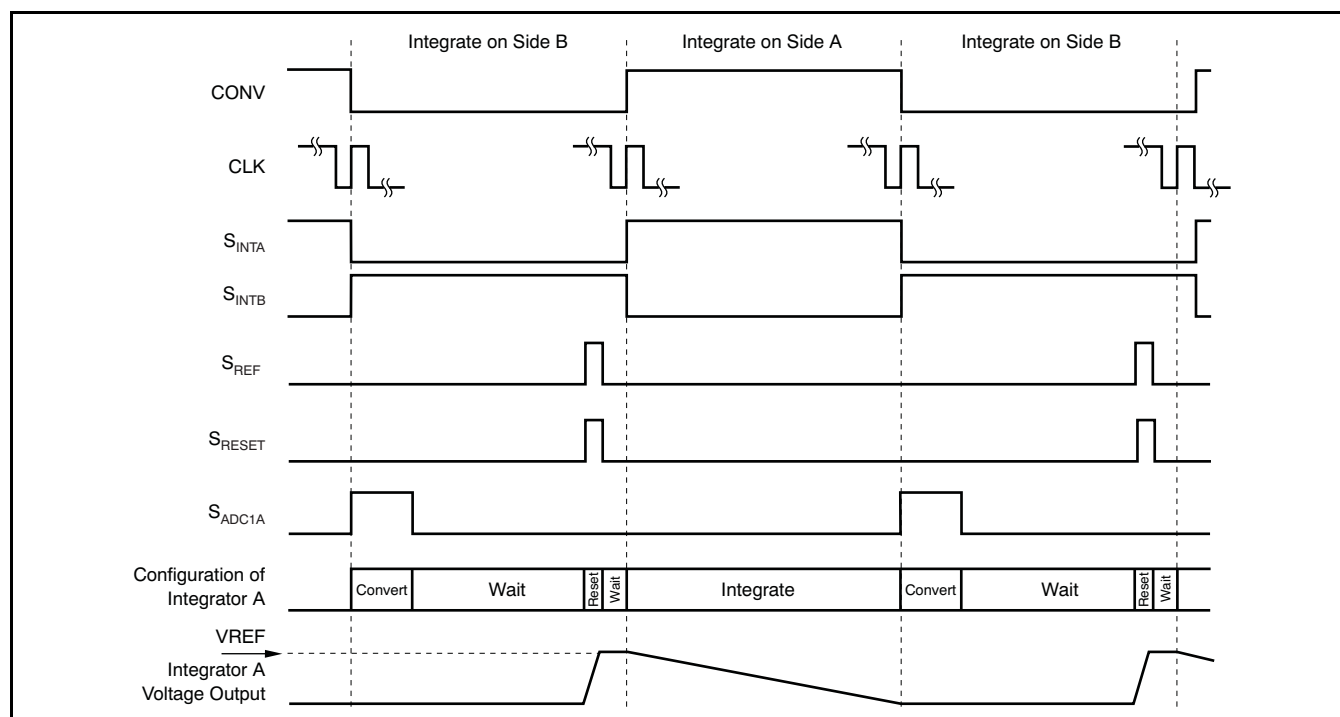 Integrate on Side B Integrate on Side A Integrate on Side B
CONV
CLK
SINTA
SINTB
SREF
SRESET
SADC1A
Configuration of
Integrator A
Convert Wait Reset Wait Integrate Convert Wait Reset Wait
VREF
Integrator A
Voltage Output